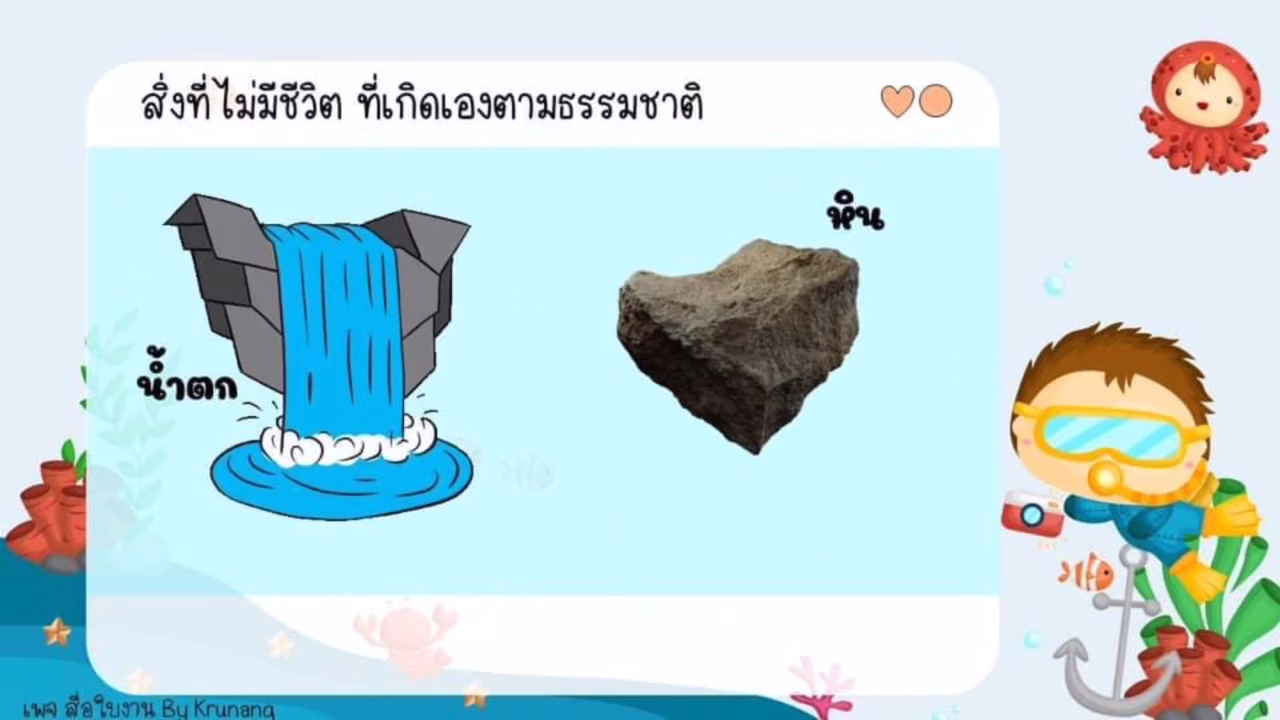 สิ่งที่ไม่มีชีวิต ที่เกิดเองตามธรรมชาติ
หิน
น้ำตก
เพจ สื่อใบงาน By Krunang